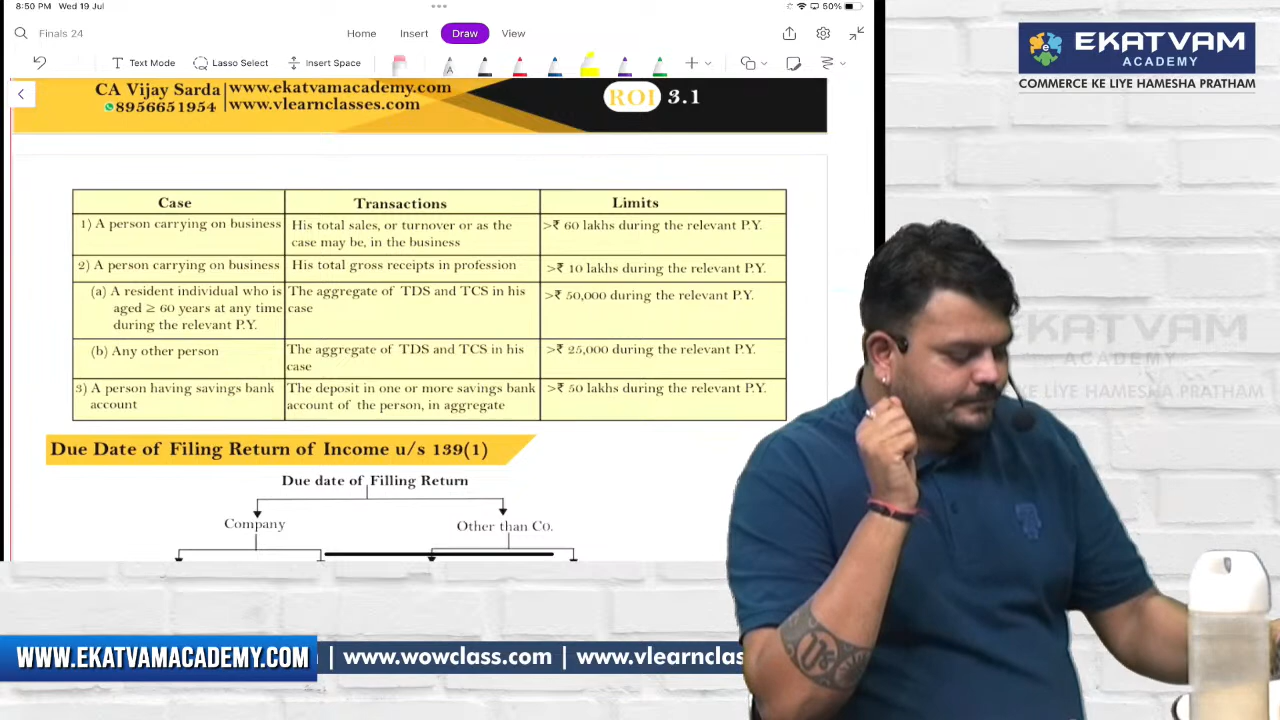 8:50 PM Wed 19 Jul
50%
Finals 24
Home Insert Draw View
Text Mode Lasso Select Insert Space
CA Vijay Sarda |www.ekatvamacademy.com
8956651954 |www.vlearnclasses.com
ROI 3.1
EKATVAM
ACADEMY
COMMERCE KE LIYE HAMESHA PRATHAM
Case Transactions Limits
1) A person carrying on business His total sales, or turnover or as the case may be, in the business >₹ 60 lakhs during the relevant P.Y.
2) A person carrying on business His total gross receipts in profession >₹ 10 lakhs during the relevant P.Y.
(a) A resident individual who is aged ≥ 60 years at any time during the relevant P.Y. The aggregate of TDS and TCS in his case >₹ 50,000 during the relevant P.Y.
(b) Any other person The aggregate of TDS and TCS in his case >₹ 25,000 during the relevant P.Y.
3) A person having savings bank account The deposit in one or more savings bank account of the person, in aggregate >₹ 50 lakhs during the relevant P.Y.
EKATVAM
ACADEMY
KE LIYE HAMESHA PRATHAM
Due Date of Filing Return of Income u/s 139(1)
Due date of Filling Return
Company Other than Co.
WWW.EKATVAMACADEMY.COM | www.wowclass.com | www.vlearnclas